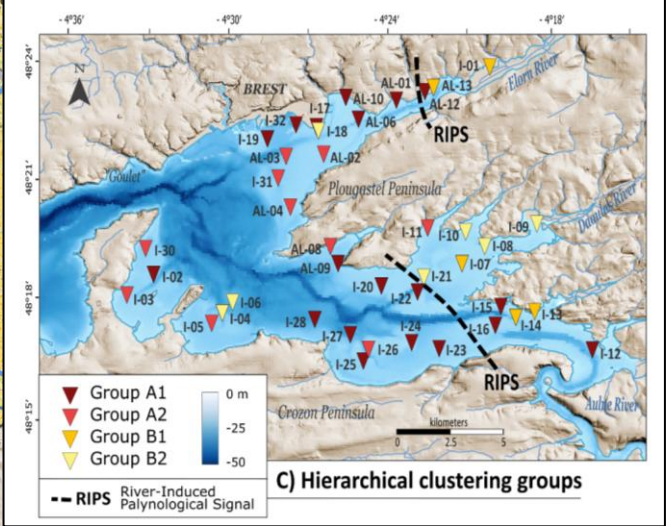 - 4°36' - 4°30' - 4°24' - 4°18'
48°24'
48°21'
48°18'
48°15'
N
BREST
I-01
Elorn River
AL-01
AL-13
AL-12
AL-10
AL-06
RIPS
I-17
I-32
I-18
I-19
AL-03
AL-02
"Goulet"
I-31
Plougastel Peninsula
AL-04
Daoulas River
I-09
I-11
I-10
I-08
AL-08
AL-09
I-07
I-30
I-02
I-03
I-20
I-21
I-22
I-06
I-04
I-05
I-15
I-13
I-14
I-16
I-28
I-27
I-24
I-12
I-26
I-23
I-25
RIPS
Aulne River
Crozon Peninsula
kilometers
0 2.5 5
Group A1
Group A2
Group B1
Group B2
0 m
-25
-50
RIPS River-Induced
Palynological Signal
C) Hierarchical clustering groups